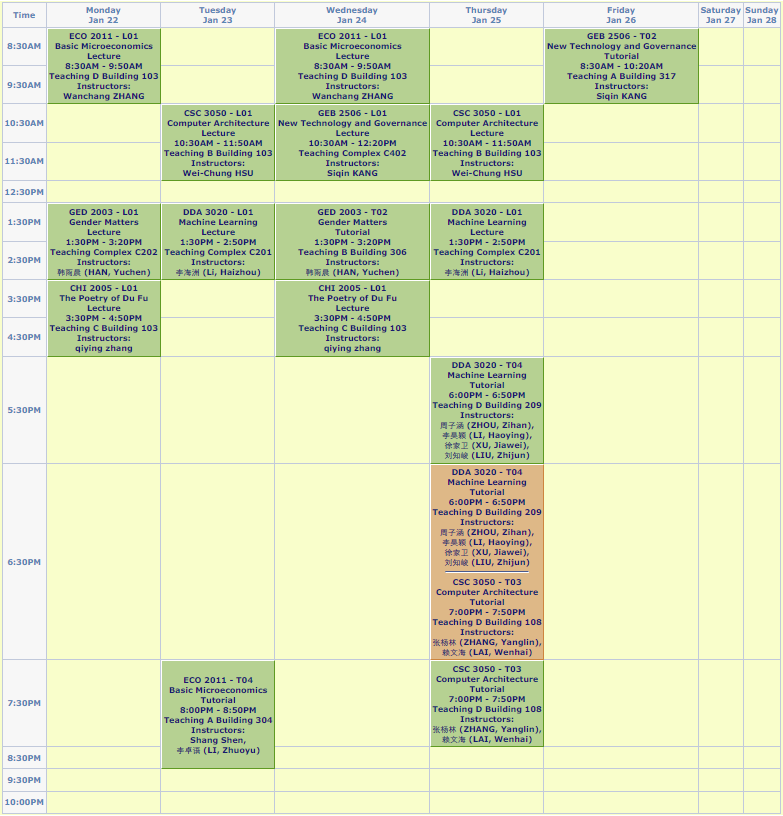 Time
Monday
Jan 22
Tuesday
Jan 23
Wednesday
Jan 24
Thursday
Jan 25
Friday
Jan 26
Saturday
Jan 27
Sunday
Jan 28
8:30AM
ECO 2011 - L01
Basic Microeconomics
Lecture
8:30AM - 9:50AM
Teaching D Building 103
Instructors:
Wanchang ZHANG
ECO 2011 - L01
Basic Microeconomics
Lecture
8:30AM - 9:50AM
Teaching D Building 103
Instructors:
Wanchang ZHANG
GEB 2506 - T02
New Technology and Governance
Tutorial
8:30AM - 10:20AM
Teaching A Building 317
Instructors:
Siqin KANG
9:30AM
10:30AM
CSC 3050 - L01
Computer Architecture
Lecture
10:30AM - 11:50AM
Teaching B Building 103
Instructors:
Wei-Chung HSU
GEB 2506 - L01
New Technology and Governance
Lecture
10:30AM - 12:20PM
Teaching Complex C402
Instructors:
Siqin KANG
CSC 3050 - L01
Computer Architecture
Lecture
10:30AM - 11:50AM
Teaching B Building 103
Instructors:
Wei-Chung HSU
11:30AM
12:30PM
1:30PM
GED 2003 - L01
Gender Matters
Lecture
1:30PM - 3:20PM
Teaching Complex C202
Instructors:
(HAN, Yuchen)
DDA 3020 - L01
Machine Learning
Lecture
1:30PM - 2:50PM
Teaching Complex C201
Instructors:
李海洲 (Li, Haizhou)
GED 2003 - T02
Gender Matters
Tutorial
1:30PM - 3:20PM
Teaching B Building 306
Instructors:
(HAN, Yuchen)
DDA 3020 - L01
Machine Learning
Lecture
1:30PM - 2:50PM
Teaching Complex C201
Instructors:
李海洲 (Li, Haizhou)
2:30PM
3:30PM
CHI 2005 - L01
The Poetry of Du Fu
Lecture
3:30PM - 4:50PM
Teaching C Building 103
Instructors:
qiying zhang
CHI 2005 - L01
The Poetry of Du Fu
Lecture
3:30PM - 4:50PM
Teaching C Building 103
Instructors:
qiying zhang
4:30PM
5:30PM
DDA 3020 - T04
Machine Learning
Tutorial
6:00PM - 6:50PM
Teaching D Building 209
Instructors:
周子涵 (ZHOU, Zihan),
李昊颖 (LI, Haoying),
徐家卫 (XU, Jiawei),
刘知峻 (LIU, Zhijun)
6:30PM
DDA 3020 - T04
Machine Learning
Tutorial
6:00PM - 6:50PM
Teaching D Building 209
Instructors:
周子涵 (ZHOU, Zihan),
李昊颖 (LI, Haoying),
徐家卫 (XU, Jiawei),
刘知峻 (LIU, Zhijun)
CSC 3050 - T03
Computer Architecture
Tutorial
7:00PM - 7:50PM
Teaching D Building 108
Instructors:
张杨林 (ZHANG, Yanglin),
赖文海 (LAI, Wenhai)
7:30PM
ECO 2011 - T04
Basic Microeconomics
Tutorial
8:00PM - 8:50PM
Teaching A Building 304
Instructors:
Shang Shen,
(LI, Zhuoyu)
CSC 3050 - T03
Computer Architecture
Tutorial
7:00PM - 7:50PM
Teaching D Building 108
Instructors:
张杨林 (ZHANG, Yanglin),
赖文海 (LAI, Wenhai)
8:30PM
9:30PM
10:00PM